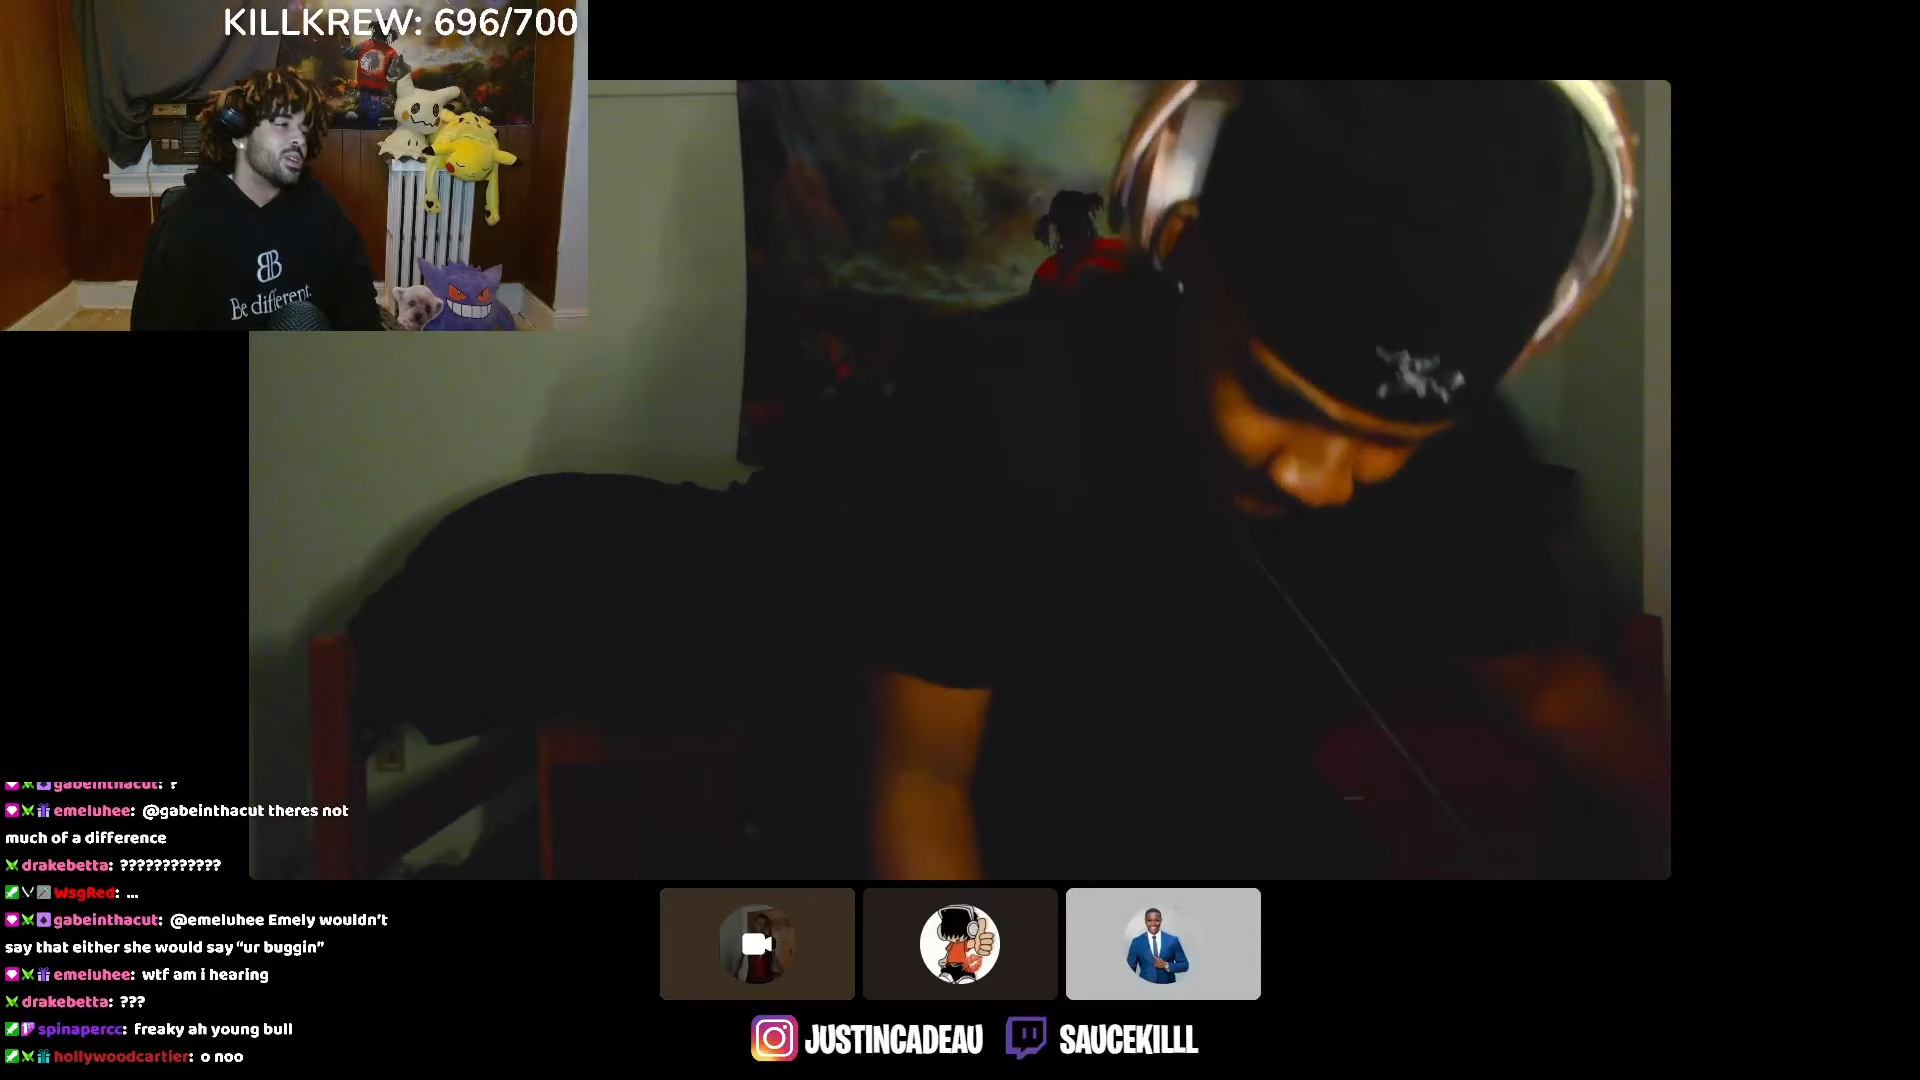 KILLKREW: 696/700
BB
Be different.
gabeinthacut: ?
emeluhee: @gabeinthacut theres not
much of a difference
drakebetta: ????????????
WsgRed: ...
gabeinthacut: @emeluhee Emely wouldn't
say that either she would say “ur buggin”
emeluhee: wtf am i hearing
drakebetta: ???
spinapercc: freaky ah young bull
hollywoodcartier: o noo
JUSTINCADEAU SAUCEKILLL